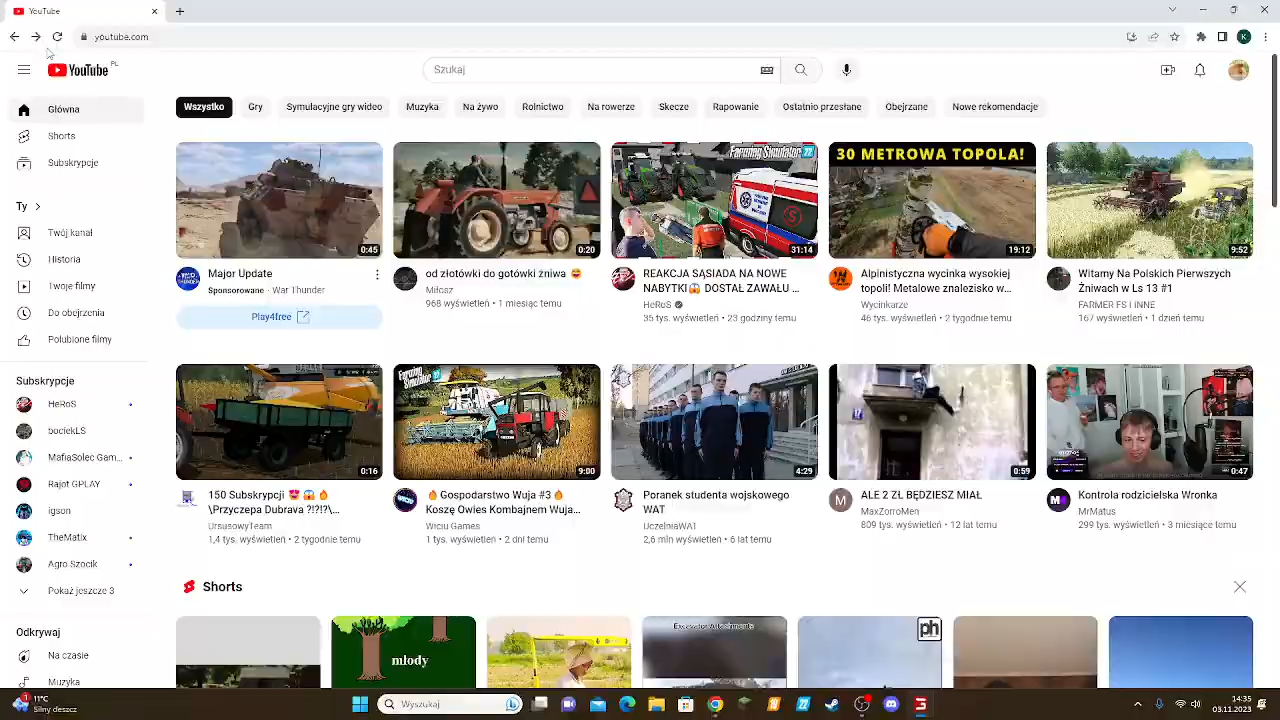 YouTube
youtube.com
K
YouTube PL
Szukaj
Wszystko
Gry
Symulacyjne gry wideo
Muzyka
Na żywo
Rolnictwo
Na rowerze
Skecze
Rapowanie
Ostatnio przesłane
Obejrzane
Nowe rekomendacje
Główna
Shorts
Subskrypcje
Ty
Twój kanał
Historia
Twoje filmy
Do obejrzenia
Polubione filmy
Subskrypcje
HeRoS
bociekLS
MafiaSolec Gam...
Rajot GPLAY
igson
TheMatix
Agro Szocik
Pokaż jeszcze 3
Odkrywaj
Na czasie
Muzyka
0:45
Major Update
Sponsorowane · War Thunder
Play4free
0:20
od złotówki do gotówki żniwa
Miłosz
968 wyświetleń • 1 miesiąc temu
Farming Simulator 22
31:14
REAKCJA SĄSIADA NA NOWE
NABYTKI DOSTAŁ ZAWAŁU ...
HeRoS
35 tys. wyświetleń • 23 godziny temu
30 METROWA TOPOLA!
19:12
Alpinistyczna wycinka wysokiej
topoli! Metalowe znalezisko w...
Wycinkarze
46 tys. wyświetleń • 2 tygodnie temu
9:52
Witamy Na Polskich Pierwszych
Żniwach w Ls 13 #1
FARMER FS I INNE
167 wyświetleń • 1 dzień temu
0:16
150 Subskrypcji
\Przyczepa Dubrava ?!?!?\...
UrsusowyTeam
1,4 tys. wyświetleń • 2 tygodnie temu
Farming Simulator 22
9:00
Gospodarstwo Wuja #3
Koszę Owies Kombajnem Wuja...
Wiciu Games
1 tys. wyświetleń • 2 dni temu
4:29
Poranek studenta wojskowego
WAT
UczelniaWAT
2,6 mln wyświetleń • 6 lat temu
0:59
M
ALE 2 ZŁ BĘDZIESZ MIAŁ
MaxZorroMen
809 tys. wyświetleń • 12 lat temu
0:47
Kontrola rodzicielska Wronka
MrMatus
299 tys. wyświetleń • 3 miesiące temu
Shorts
młody
Excavator Attachments
ph
1
11°C
Silny deszcz
Wyszukaj
14:35
03.11.2023